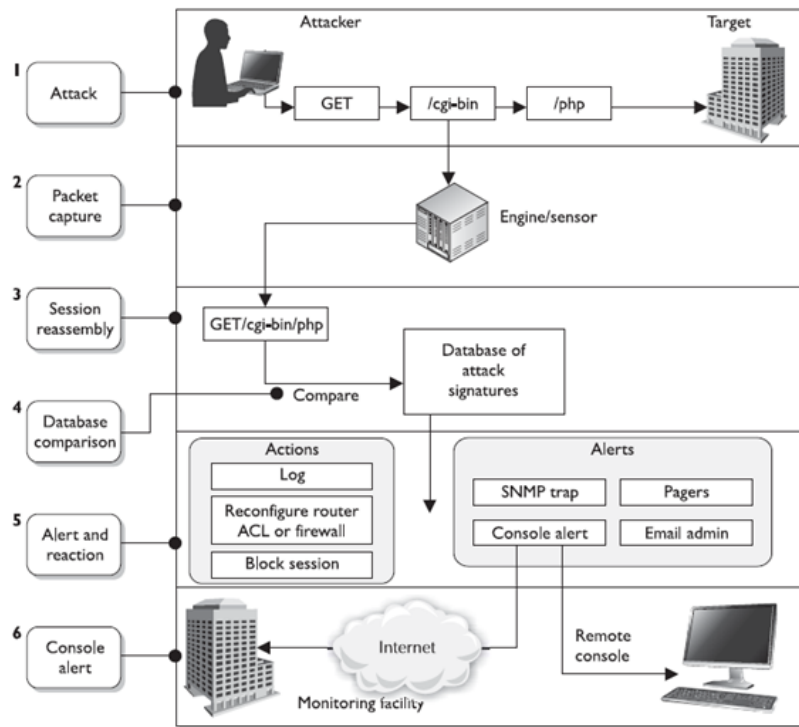 Attacker
Target
1
Attack
GET
/cgi-bin
/php
2
Packet
capture
Engine/sensor
3
Session
reassembly
GET/cgi-bin/php
Database of
attack
signatures
Compare
4
Database
comparison
Actions
Log
Reconfigure router
ACL or firewall
Block session
Alerts
SNMP trap
Pagers
Console alert
Email admin
5
Alert and
reaction
6
Console
alert
Internet
Monitoring facility
Remote
console